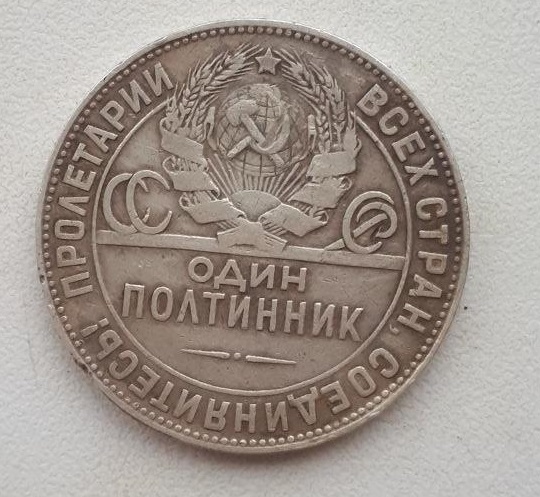 ПРОЛЕТАРИИ ВСЕХ СТРАН, СОЕДИНЯЙТЕСЬ!
СС СР
ОДИН
ПОЛТИННИК